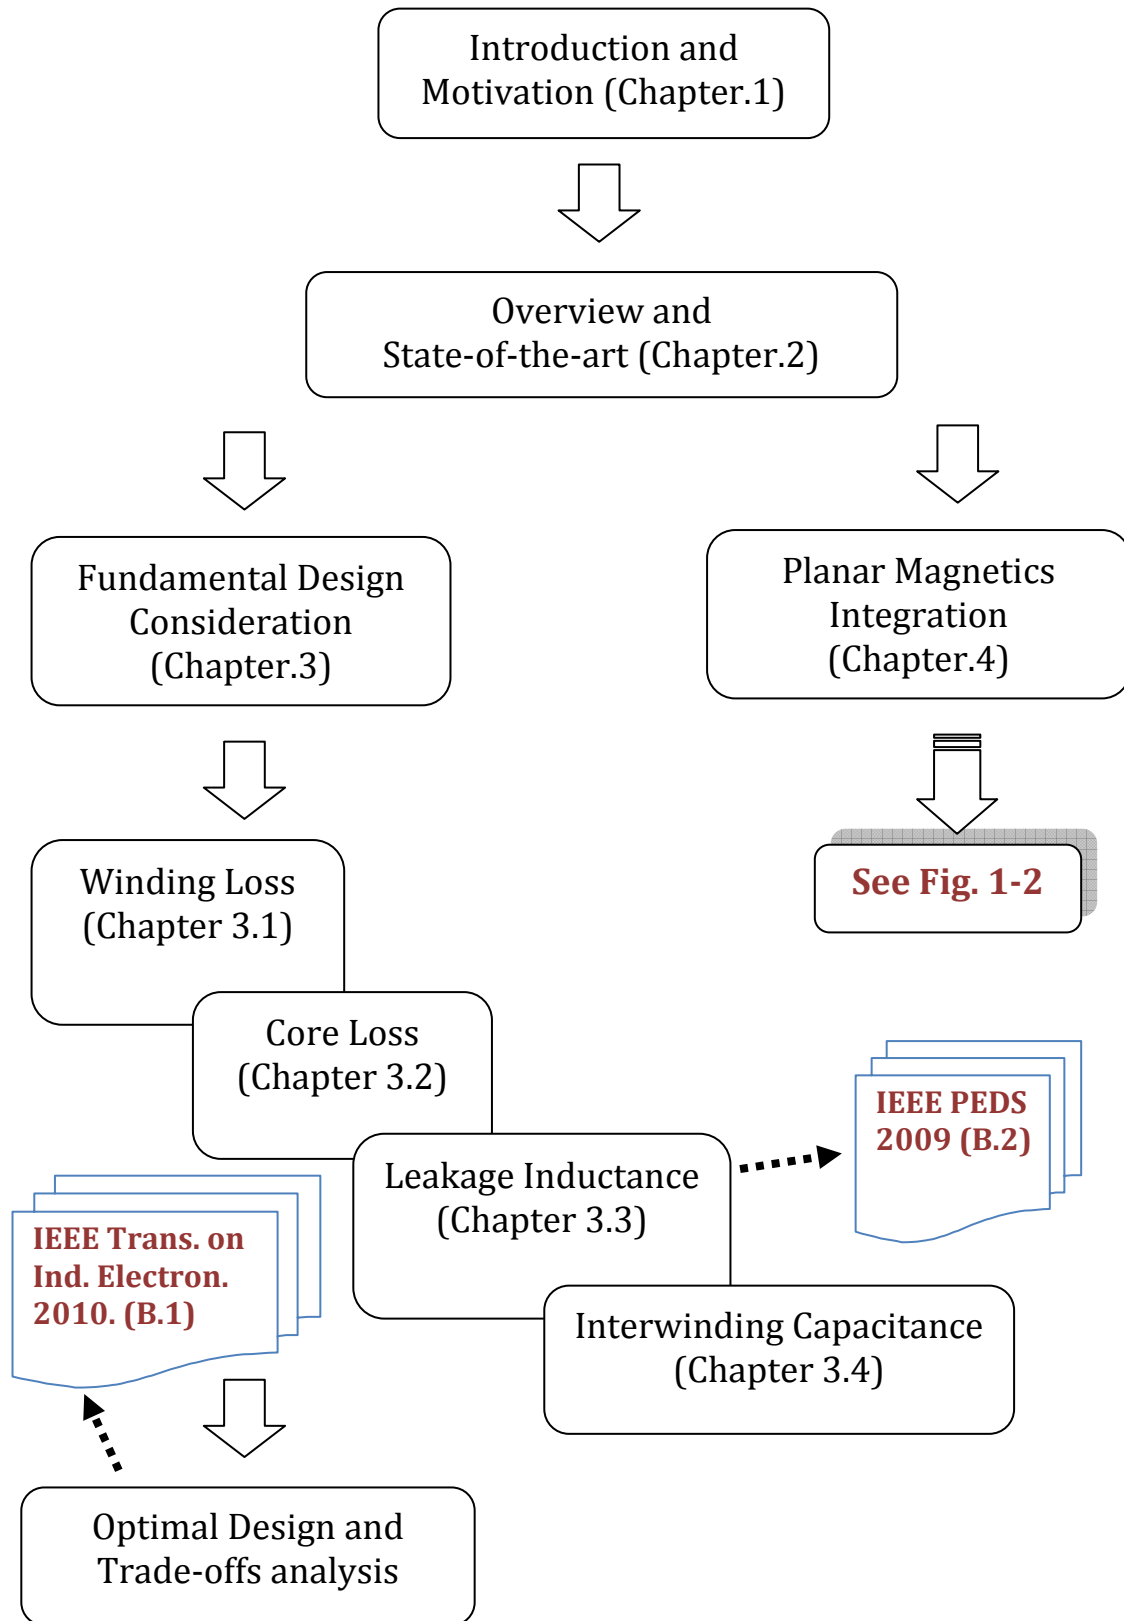 Introduction and
Motivation (Chapter.1)
Overview and
State-of-the-art (Chapter.2)
Fundamental Design
Consideration
(Chapter.3)
Planar Magnetics
Integration
(Chapter.4)
See Fig. 1-2
Winding Loss
(Chapter 3.1)
Core Loss
(Chapter 3.2)
IEEE PEDS
2009 (B.2)
Leakage Inductance
(Chapter 3.3)
IEEE Trans. on
Ind. Electron.
2010. (B.1)
Interwinding Capacitance
(Chapter 3.4)
Optimal Design and
Trade-offs analysis